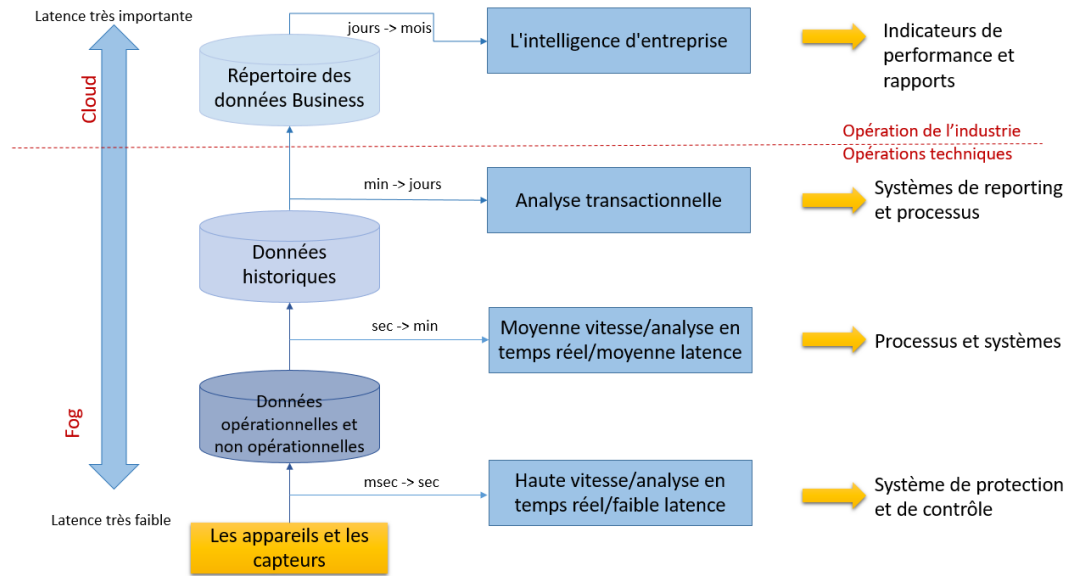 Latence très importante
jours -> mois
L'intelligence d'entreprise
Indicateurs de
performance et
rapports
Répertoire des
données Business
Cloud
Opération de l’industrie
Opérations techniques
min -> jours
Analyse transactionnelle
Systèmes de reporting
et processus
Données
historiques
sec -> min
Moyenne vitesse/analyse en
temps réel/moyenne latence
Processus et systèmes
Fog
Données
opérationnelles et
non opérationnelles
msec -> sec
Haute vitesse/analyse en
temps réel/faible latence
Système de protection
et de contrôle
Latence très faible
Les appareils et les
capteurs